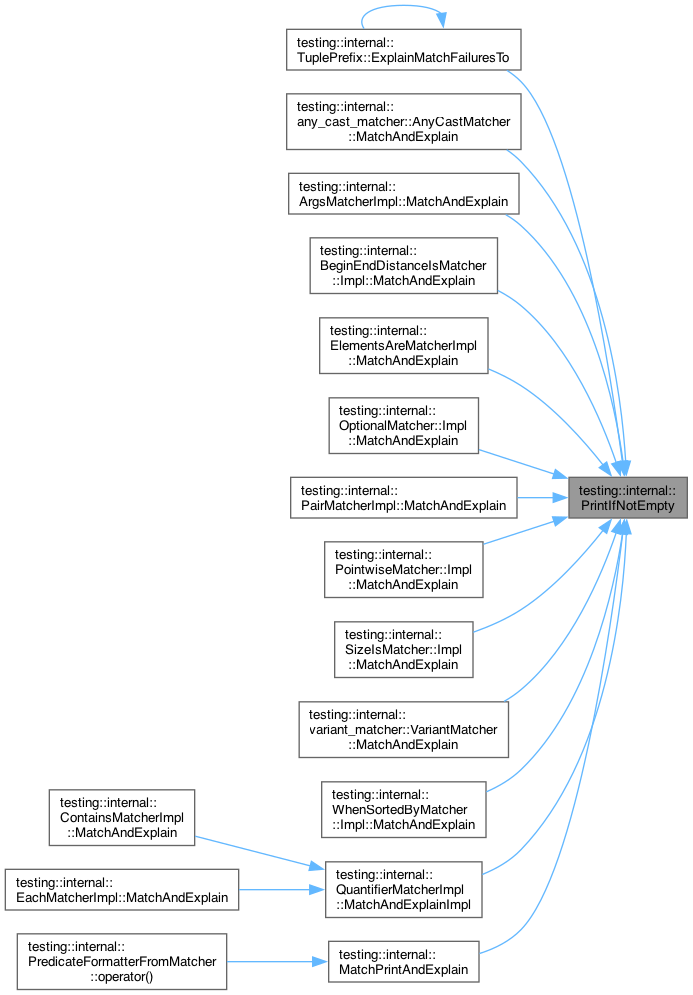 testing::internal::
TuplePrefix::ExplainMatchFailuresTo
testing::internal::
any_cast_matcher::AnyCastMatcher
::MatchAndExplain
testing::internal::
ArgsMatcherImpl::MatchAndExplain
testing::internal::
BeginEndDistanceIsMatcher
::Impl::MatchAndExplain
testing::internal::
ElementsAreMatcherImpl
::MatchAndExplain
testing::internal::
OptionalMatcher::Impl
::MatchAndExplain
testing::internal::
PairMatcherImpl::MatchAndExplain
testing::internal::
PrintIfNotEmpty
testing::internal::
PointwiseMatcher::Impl
::MatchAndExplain
testing::internal::
SizeIsMatcher::Impl
::MatchAndExplain
testing::internal::
variant_matcher::VariantMatcher
::MatchAndExplain
testing::internal::
WhenSortedByMatcher
::Impl::MatchAndExplain
testing::internal::
ContainsMatcherImpl
::MatchAndExplain
testing::internal::
EachMatcherImpl::MatchAndExplain
testing::internal::
QuantifierMatcherImpl
::MatchAndExplainImpl
testing::internal::
PredicateFormatterFromMatcher
::operator()
testing::internal::
MatchPrintAndExplain